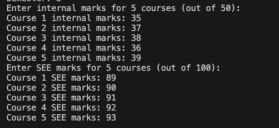 Enter internal marks for 5 courses (out of 50):
Course 1 internal marks: 35
Course 2 internal marks: 37
Course 3 internal marks: 38
Course 4 internal marks: 36
Course 5 internal marks: 39
Enter SEE marks for 5 courses (out of 100):
Course 1 SEE marks: 89
Course 2 SEE marks: 90
Course 3 SEE marks: 91
Course 4 SEE marks: 92
Course 5 SEE marks: 93